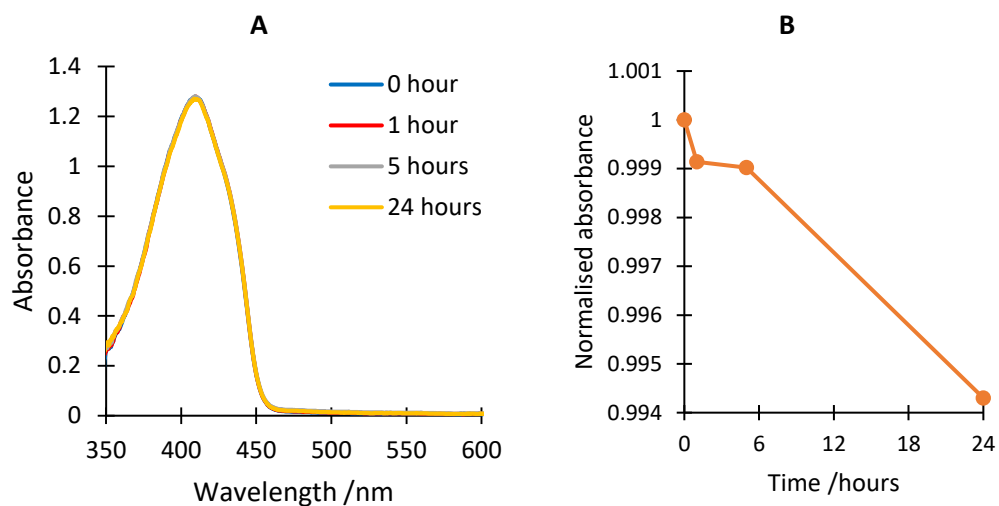 A
1.4
1.2
1
0.8
0.6
0.4
0.2
0
350
400
450
500
550
600
Absorbance
Wavelength /nm
0 hour
1 hour
5 hours
24 hours
B
1.001
1
0.999
0.998
0.997
0.996
0.995
0.994
0
6
12
18
24
Normalised absorbance
Time /hours